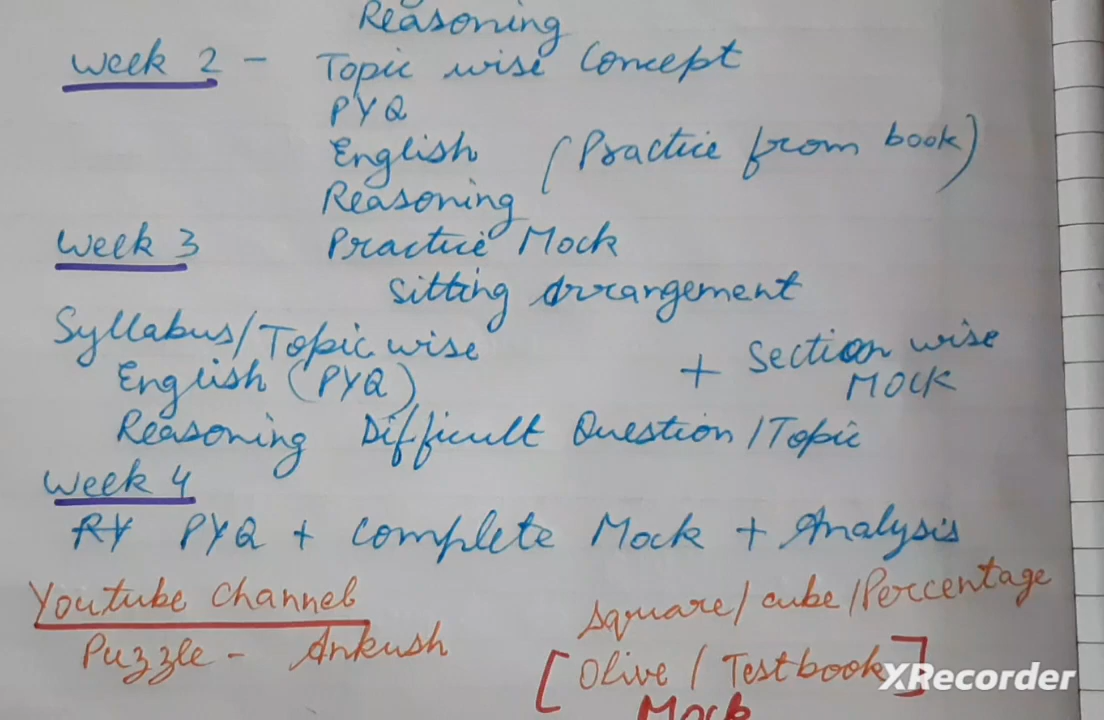 Reasoning
Week 2 - Topic wise Concept
PYQ
English (Practice from book)
Reasoning
Week 3 Practice Mock
Sitting Arrangement
Syllabus/Topic wise
English (PYQ) + Section wise MOCK
Reasoning Difficult Question/Topic
Week 4
PYQ + Complete Mock + Analysis
Youtube Channel
Square/cube/Percentage
Puzzle - Ankush
[Olive / Testbook]
Mock
XRecorder